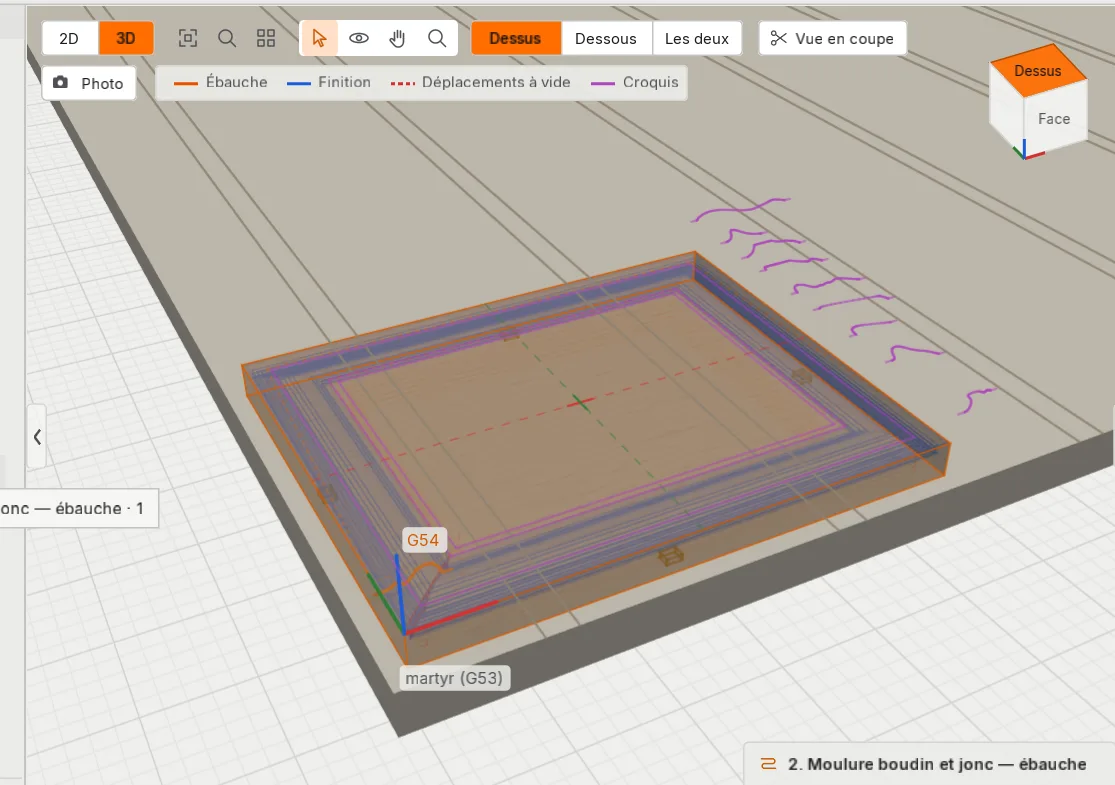 2D
3D
Dessus
Dessous
Les deux
Vue en coupe
Photo
Ébauche
Finition
Déplacements à vide
Croquis
Dessus
Face
onc — ébauche · 1
G54
martyr (G53)
2. Moulure boudin et jonc — ébauche